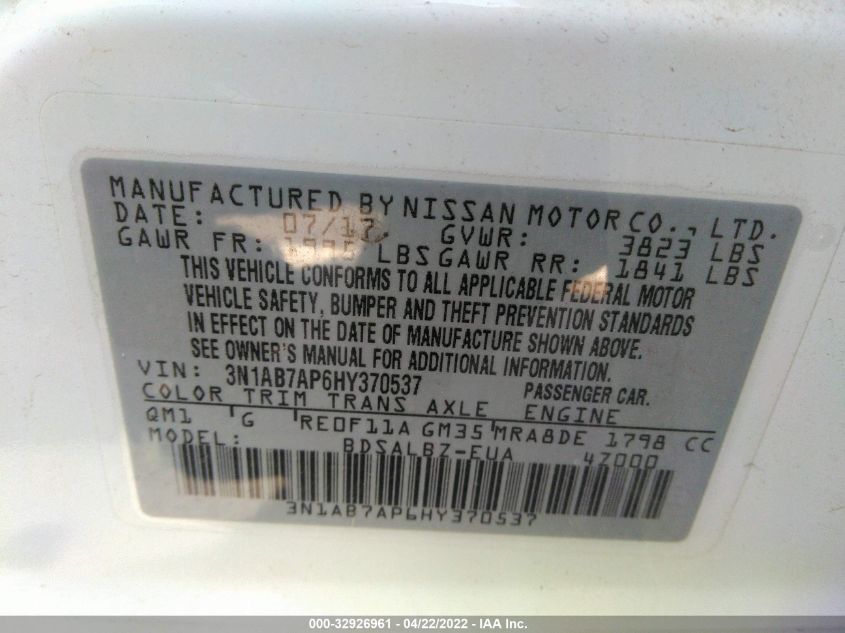 MANUFACTURED BY NISSAN MOTOR CO., LTD.
DATE: 07/17 GVWR: 3823 LBS
GAWR FR: LBS GAWR RR: 1841 LBS
THIS VEHICLE CONFORMS TO ALL APPLICABLE FEDERAL MOTOR
VEHICLE SAFETY, BUMPER AND THEFT PREVENTION STANDARDS
IN EFFECT ON THE DATE OF MANUFACTURE SHOWN ABOVE.
SEE OWNER'S MANUAL FOR ADDITIONAL INFORMATION.
VIN: 3N1AB7AP6HY370537 PASSENGER CAR.
COLOR TRIM TRANS AXLE ENGINE
QM1 G RE0F11A GM35 MRA8DE 1798 CC
MODEL: BDSALBZ-EUA 47000
3N1AB7AP6HY370537
000-32926961 - 04/22/2022 - IAA Inc.